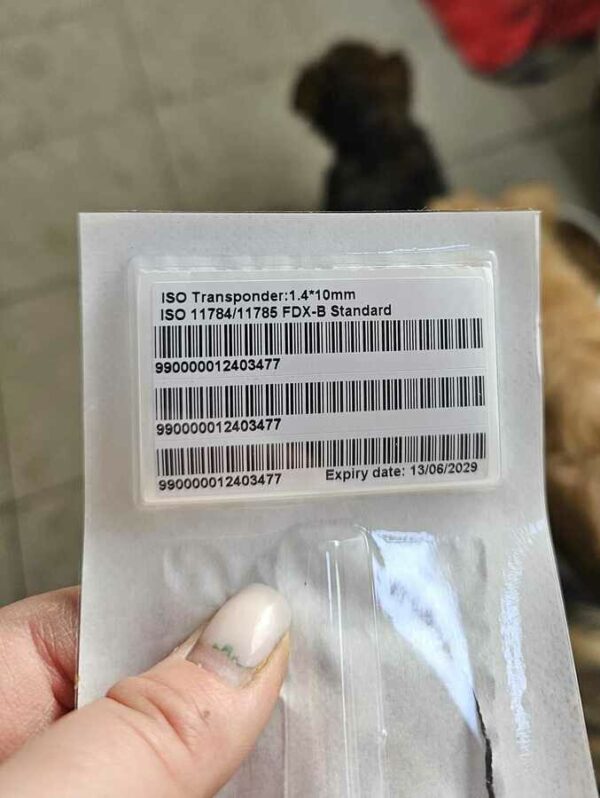 ISO Transponder:1.4*10mm
ISO 11784/11785 FDX-B Standard
990000012403477
990000012403477
990000012403477 Expiry date: 13/06/2029